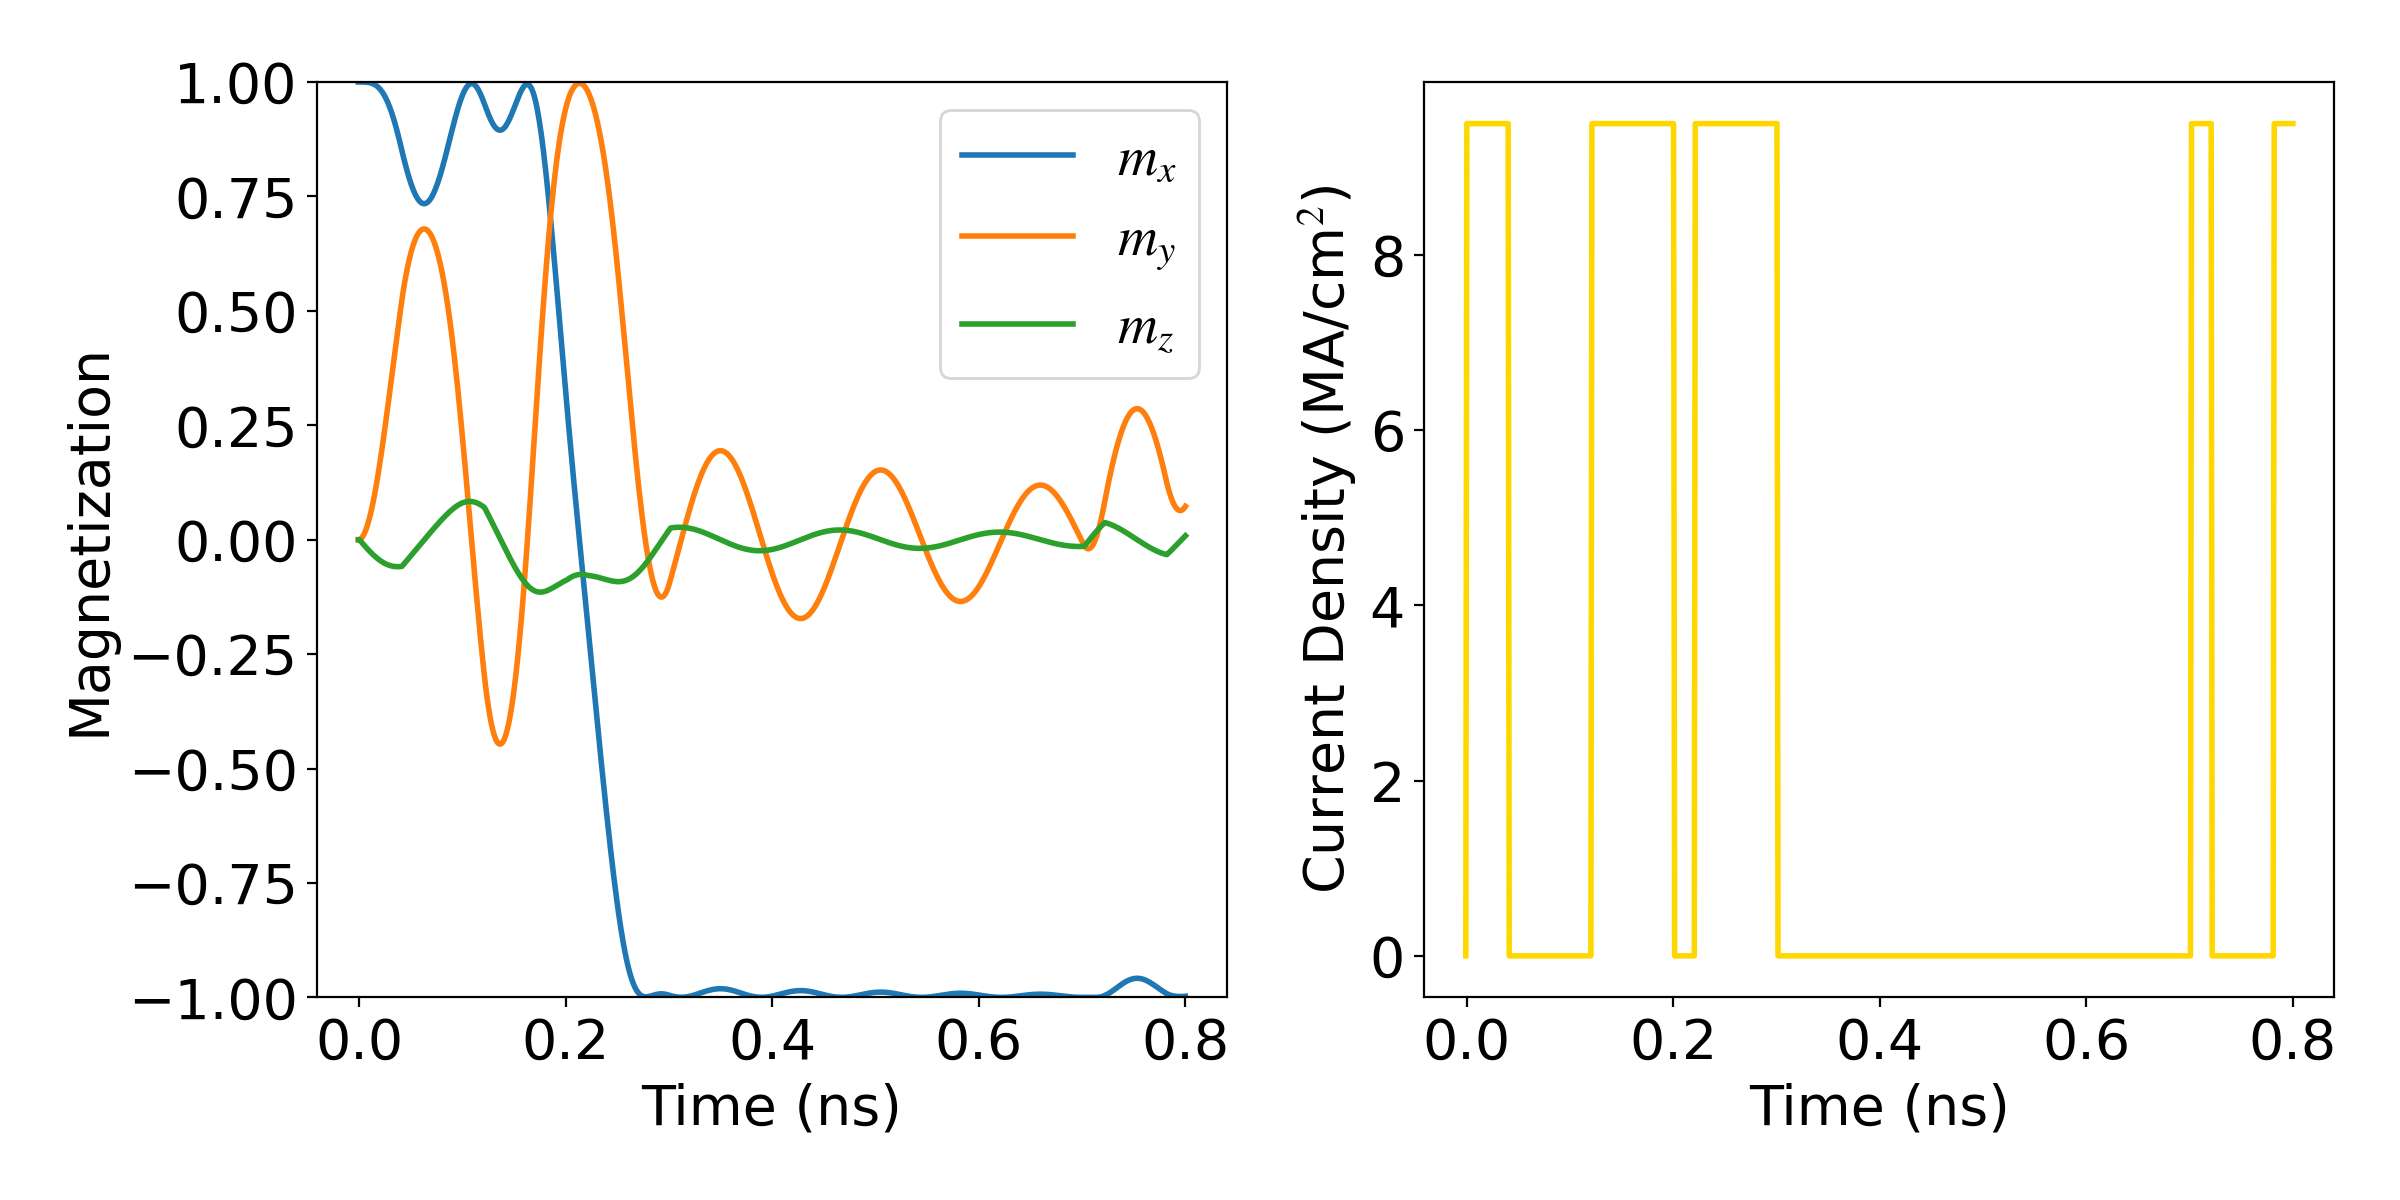 1.00
0.75
0.50
0.25
0.00
−0.25
−0.50
−0.75
−1.00
Magnetization
0.0 0.2 0.4 0.6 0.8
Time (ns)
mₓ
m_y
m_z
8
6
4
2
0
Current Density (MA/cm²)
0.0 0.2 0.4 0.6 0.8
Time (ns)